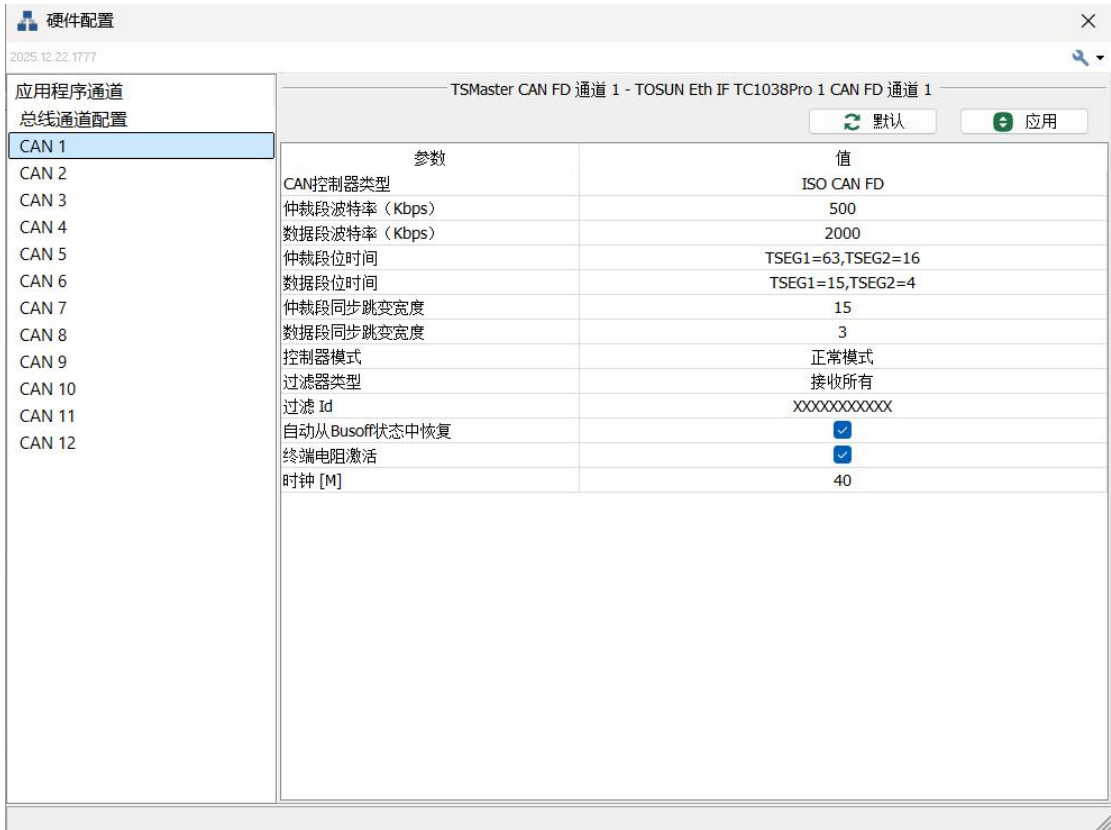 硬件配置
2025.12.22.1777
应用程序通道
总线通道配置
CAN 1
CAN 2
CAN 3
CAN 4
CAN 5
CAN 6
CAN 7
CAN 8
CAN 9
CAN 10
CAN 11
CAN 12
TSMaster CAN FD 通道 1 - TOSUN Eth IF TC1038Pro 1 CAN FD 通道 1
默认 应用
参数 值
CAN控制器类型 ISO CAN FD
仲裁段波特率（Kbps） 500
数据段波特率（Kbps） 2000
仲裁段位时间 TSEG1=63,TSEG2=16
数据段位时间 TSEG1=15,TSEG2=4
仲裁段同步跳变宽度 15
数据段同步跳变宽度 3
控制器模式 正常模式
过滤器类型 接收所有
过滤 Id XXXXXXXXXXX
自动从Busoff状态中恢复
终端电阻激活
时钟 [M] 40